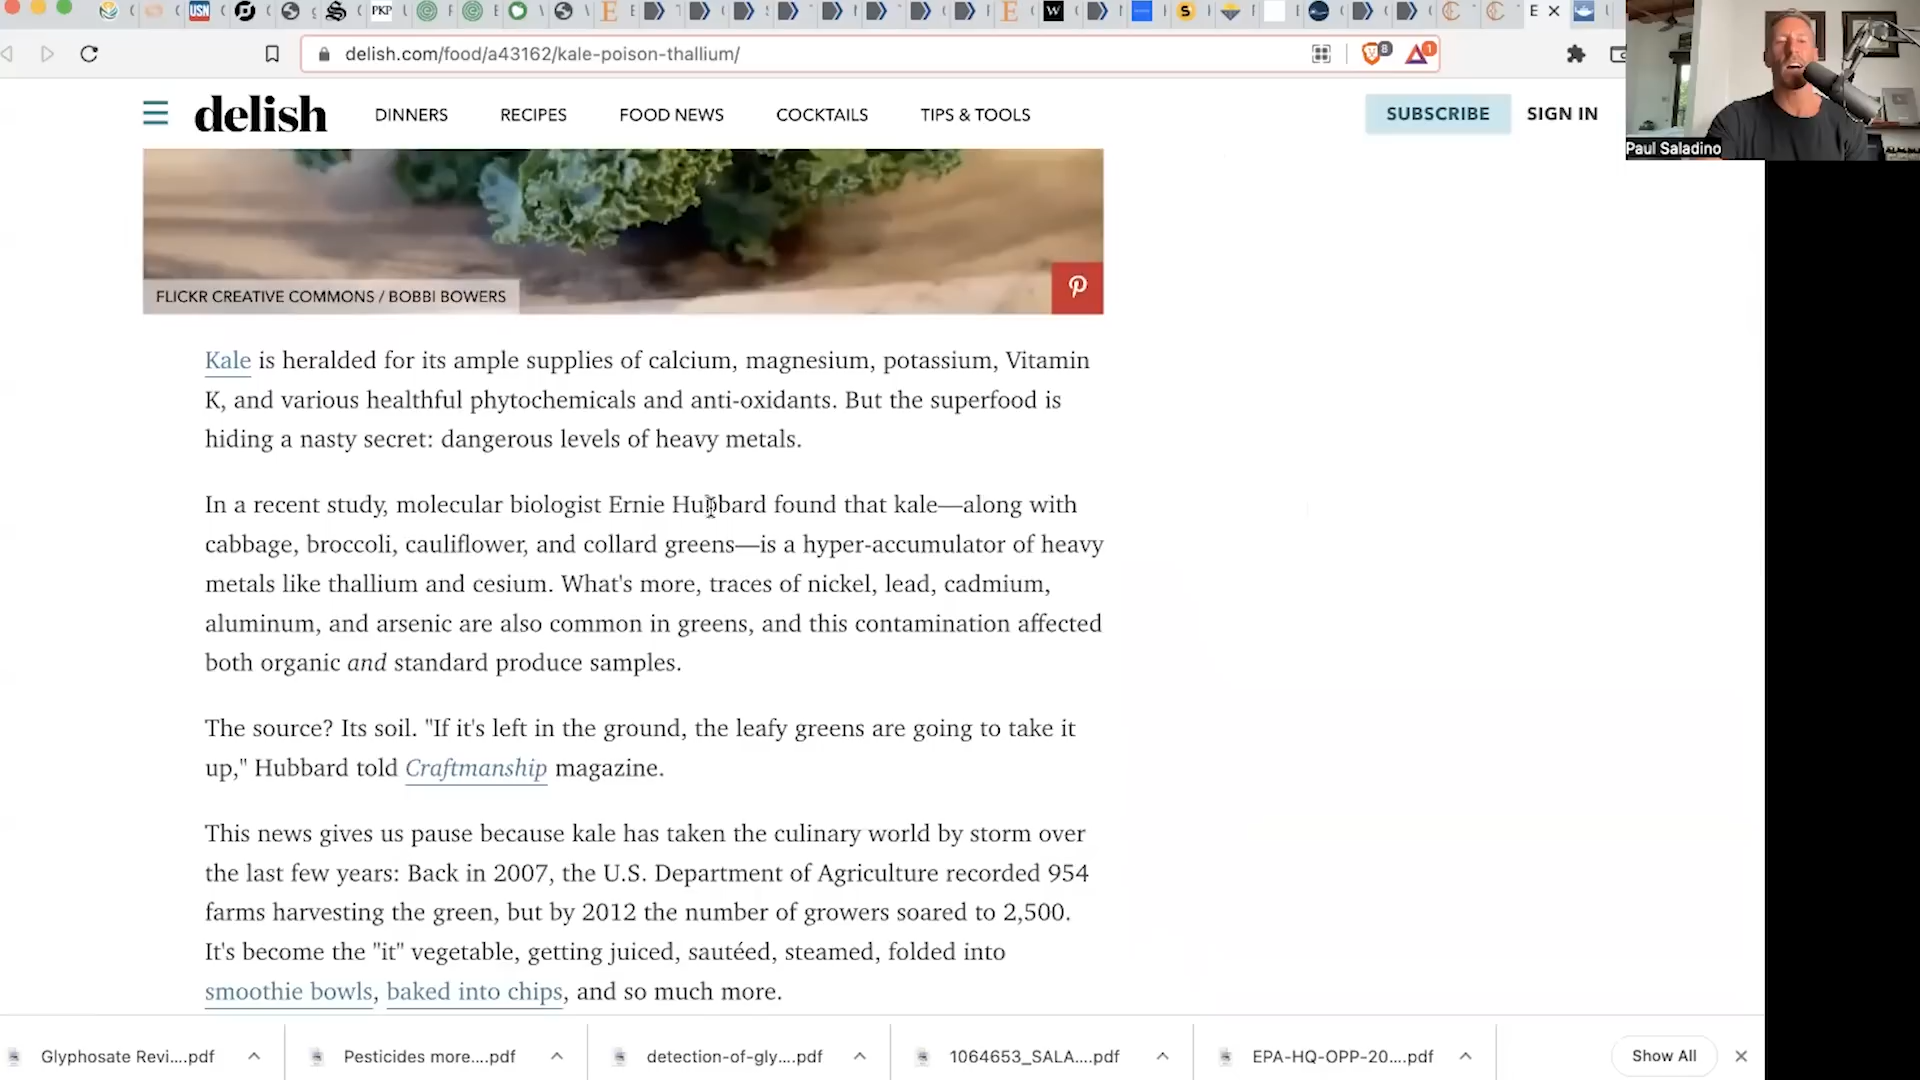 USN
PKP
E
E
W
S
E
delish.com/food/a43162/kale-poison-thallium/
8
1
delish
DINNERS
RECIPES
FOOD NEWS
COCKTAILS
TIPS & TOOLS
SUBSCRIBE
SIGN IN
Paul Saladino
FLICKR CREATIVE COMMONS / BOBBI BOWERS
Kale is heralded for its ample supplies of calcium, magnesium, potassium, Vitamin
K, and various healthful phytochemicals and anti-oxidants. But the superfood is
hiding a nasty secret: dangerous levels of heavy metals.
In a recent study, molecular biologist Ernie Hubbard found that kale—along with
cabbage, broccoli, cauliflower, and collard greens—is a hyper-accumulator of heavy
metals like thallium and cesium. What's more, traces of nickel, lead, cadmium,
aluminum, and arsenic are also common in greens, and this contamination affected
both organic and standard produce samples.
The source? Its soil. "If it's left in the ground, the leafy greens are going to take it
up," Hubbard told Craftmanship magazine.
This news gives us pause because kale has taken the culinary world by storm over
the last few years: Back in 2007, the U.S. Department of Agriculture recorded 954
farms harvesting the green, but by 2012 the number of growers soared to 2,500.
It's become the "it" vegetable, getting juiced, sautéed, steamed, folded into
smoothie bowls, baked into chips, and so much more.
Glyphosate Revi....pdf
Pesticides more....pdf
detection-of-gly....pdf
1064653_SALA....pdf
EPA-HQ-OPP-20....pdf
Show All